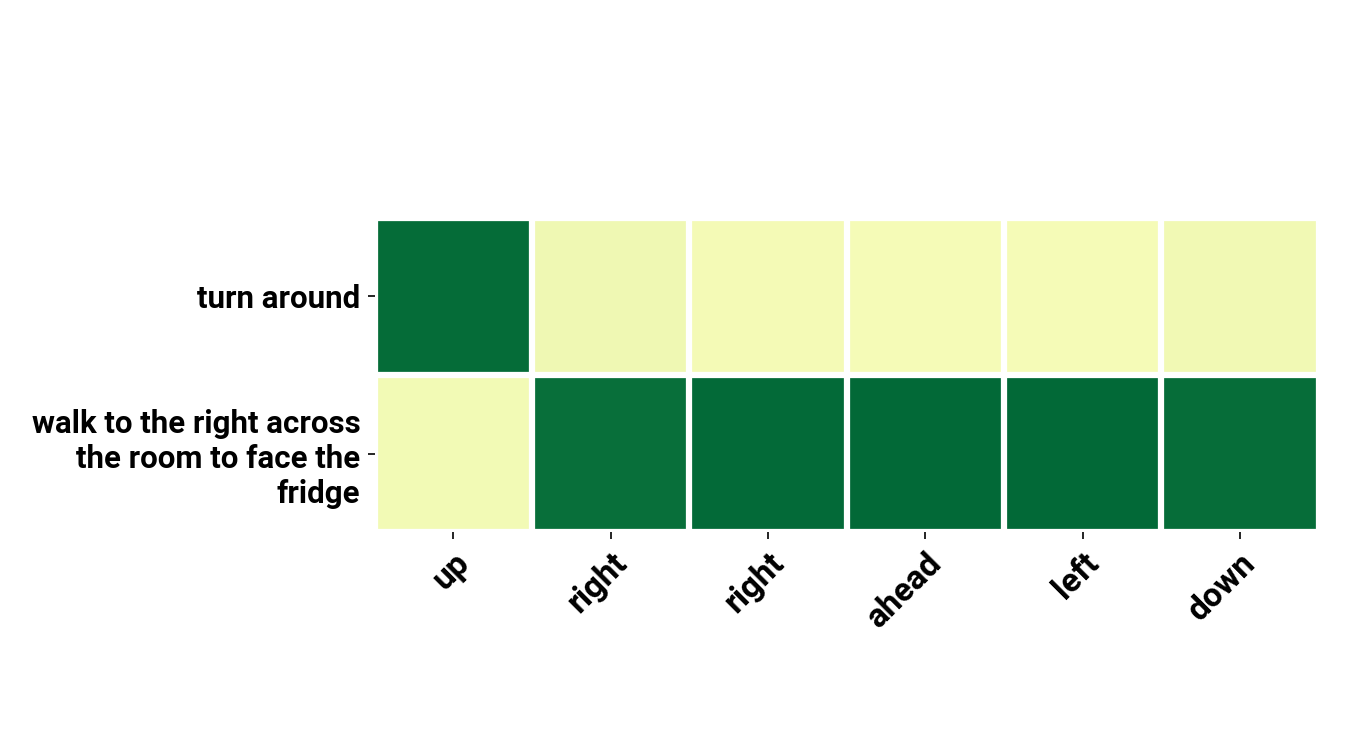 turn around
walk to the right across
the room to face the
fridge
up
right
right
ahead
left
down